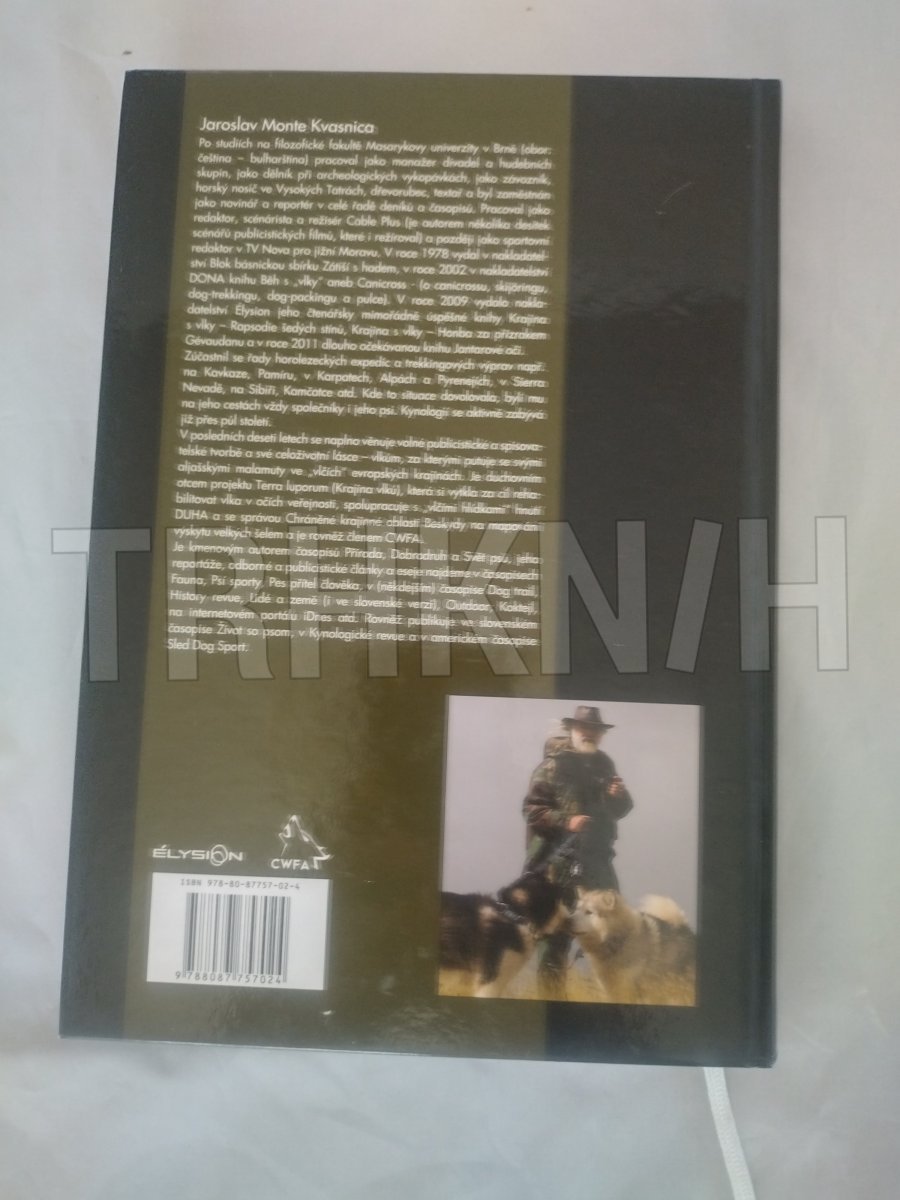 Jaroslav Monte Kvasnica
Po studiích na filozofické fakultě Masarykovy univerzity v Brně (obor:
čeština – bulharština) pracoval jako manažer divadel a hudebních
skupin, jako dělník při archeologických vykopávkách, jako závozník,
horský nosič ve Vysokých Tatrách, dřevorubec, textař a byl zaměstnán
jako novinář a reportér v celé řadě deníků a časopisů. Pracoval jako
redaktor, scénárista a režisér Cable Plus (je autorem několika desítek
scénářů publicistických filmů, které i režíroval) a později jako sportovní
redaktor v TV Nova pro jižní Moravu. V roce 1978 vydal v nakladatel-
ství Blok básnickou sbírku Zátiší s hadem, v roce 2002 v nakladatelství
DONA knihu Běh s „vlky“ aneb Canicross - (o canicrossu, skijöringu,
dog-trekkingu, dog-packingu a pulce). V roce 2009 vydalo nakla-
datelství Élysion jeho čtenářsky mimořádně úspěšné knihy Krajina
s vlky – Rapsodie šedých stínů, Krajina s vlky – Honba za přízrakem
Gévaudanu a v roce 2011 dlouho očekávanou knihu Jantarové oči.
Zúčastnil se řady horolezeckých expedic a trekkingových výprav např.
na Kavkaze, Pamíru, v Karpatech, Alpách a Pyrenejích, v Sierra
Nevadě, na Sibiři, Kamčatce atd. Kde to situace dovolovala, byli mu
na jeho cestách vždy společníky i jeho psi. Kynologii se aktivně zabývá
již přes půl století.
V posledních deseti letech se naplno věnuje volné publicistické a spisova-
telské tvorbě a své celoživotní lásce – vlkům, za kterými putuje se svými
aljašskými malamuty ve „vlčích“ evropských krajinách. Je duchovním
otcem projektu Terra luporum (Krajina vlků), která si vytkla za cíl reha-
bilitovat vlka v očích veřejnosti, spolupracuje s „vlčími hlídkami“ hnutí
DUHA a se správou Chráněné krajinné oblasti Beskydy na mapování
výskytu velkých šelem a je rovněž členem CWFA.
Je kmenovým autorem časopisů Příroda, Dobrodruh a Svět psů, jeho
reportáže, odborné a publicistické články a eseje najdeme v časopisech
Fauna, Psí sporty, Pes přítel člověka, v (někdejším) časopise Dog trail,
History revue, Lidé a země (i ve slovenské verzi), Outdoor, Koktejl,
na internetovém portálu iDnes atd. Rovněž publikuje ve slovenském
časopise Život so psom, v Kynologické revue a v americkém časopise
Sled Dog Sport.
TRHKNIH
ÉLYSION
CWFA
ISBN 978-80-87757-02-4
9 788087 757024